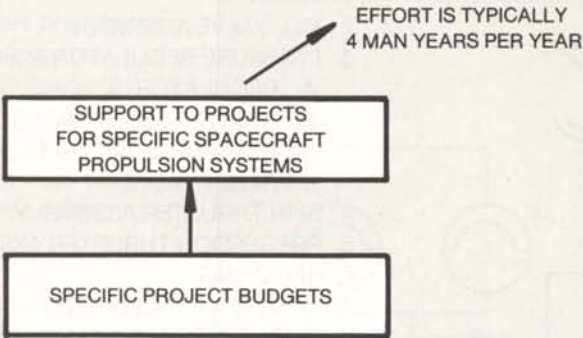 EFFORT IS TYPICALLY
4 MAN YEARS PER YEAR
SUPPORT TO PROJECTS
FOR SPECIFIC SPACECRAFT
PROPULSION SYSTEMS
SPECIFIC PROJECT BUDGETS